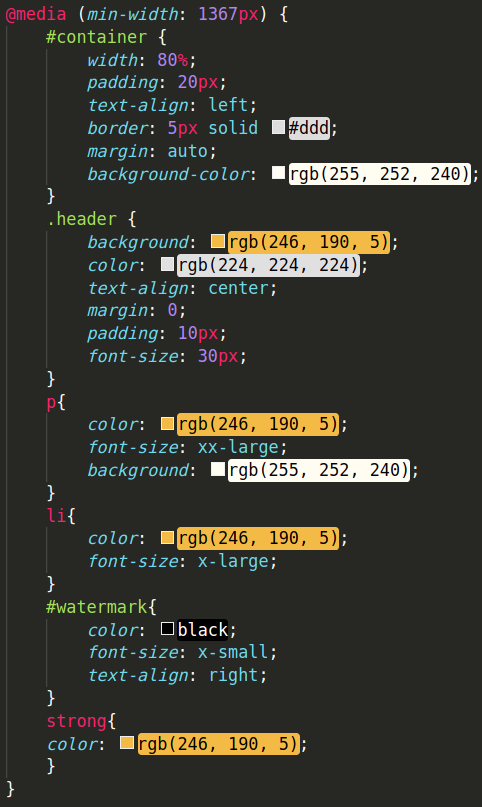 @media (min-width: 1367px) {
    #container {
        width: 80%;
        padding: 20px;
        text-align: left;
        border: 5px solid #ddd;
        margin: auto;
        background-color: rgb(255, 252, 240);
    }
    .header {
        background: rgb(246, 190, 5);
        color: rgb(224, 224, 224);
        text-align: center;
        margin: 0;
        padding: 10px;
        font-size: 30px;
    }
    p{
        color: rgb(246, 190, 5);
        font-size: xx-large;
        background: rgb(255, 252, 240);
    }
    li{
        color: rgb(246, 190, 5);
        font-size: x-large;
    }
    #watermark{
        color: black;
        font-size: x-small;
        text-align: right;
    }
    strong{
    color: rgb(246, 190, 5);
    }
}